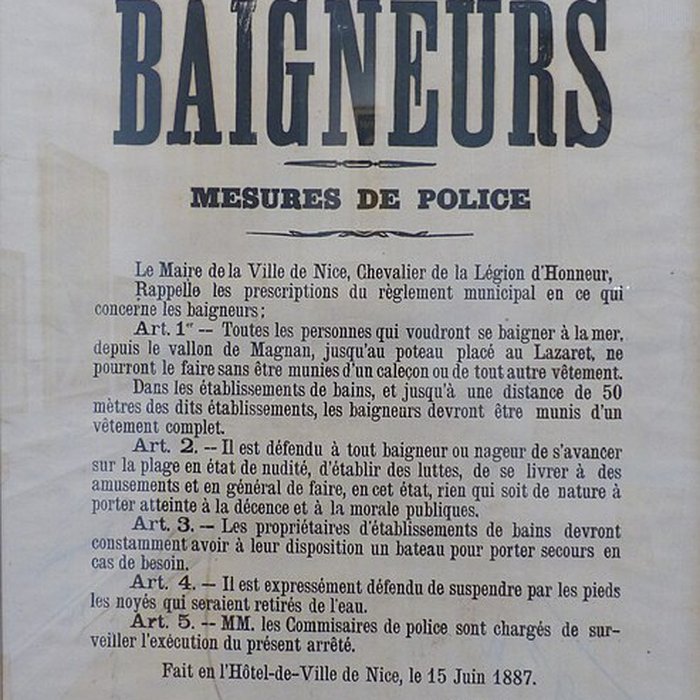 BAIGNEURS
MESURES DE POLICE
Le Maire de la Ville de Nice, Chevalier de la Légion d'Honneur,
Rappelle les prescriptions du règlement municipal en ce qui
concerne les baigneurs;
Art. 1er — Toutes les personnes qui voudront se baigner à la mer,
depuis le vallon de Magnan, jusqu'au poteau placé au Lazaret, ne
pourront le faire sans être munies d'un caleçon ou de tout autre vêtement.
Dans les établissements de bains, et jusqu'à une distance de 50
mètres des dits établissements, les baigneurs devront être munis d'un
vêtement complet.
Art. 2. — Il est défendu à tout baigneur ou nageur de s'avancer
sur la plage en état de nudité, d'établir des luttes, de se livrer à des
amusements et en général de faire, en cet état, rien qui soit de nature à
porter atteinte à la décence et à la morale publiques.
Art. 3. — Les propriétaires d'établissements de bains devront
constamment avoir à leur disposition un bateau pour porter secours en
cas de besoin.
Art. 4. — Il est expressément défendu de suspendre par les pieds
les noyés qui seraient retirés de l'eau.
Art. 5. — MM. les Commisaires de police sont chargés de sur-
veiller l'exécution du présent arrêté.
Fait en l'Hôtel-de-Ville de Nice, le 15 Juin 1887.